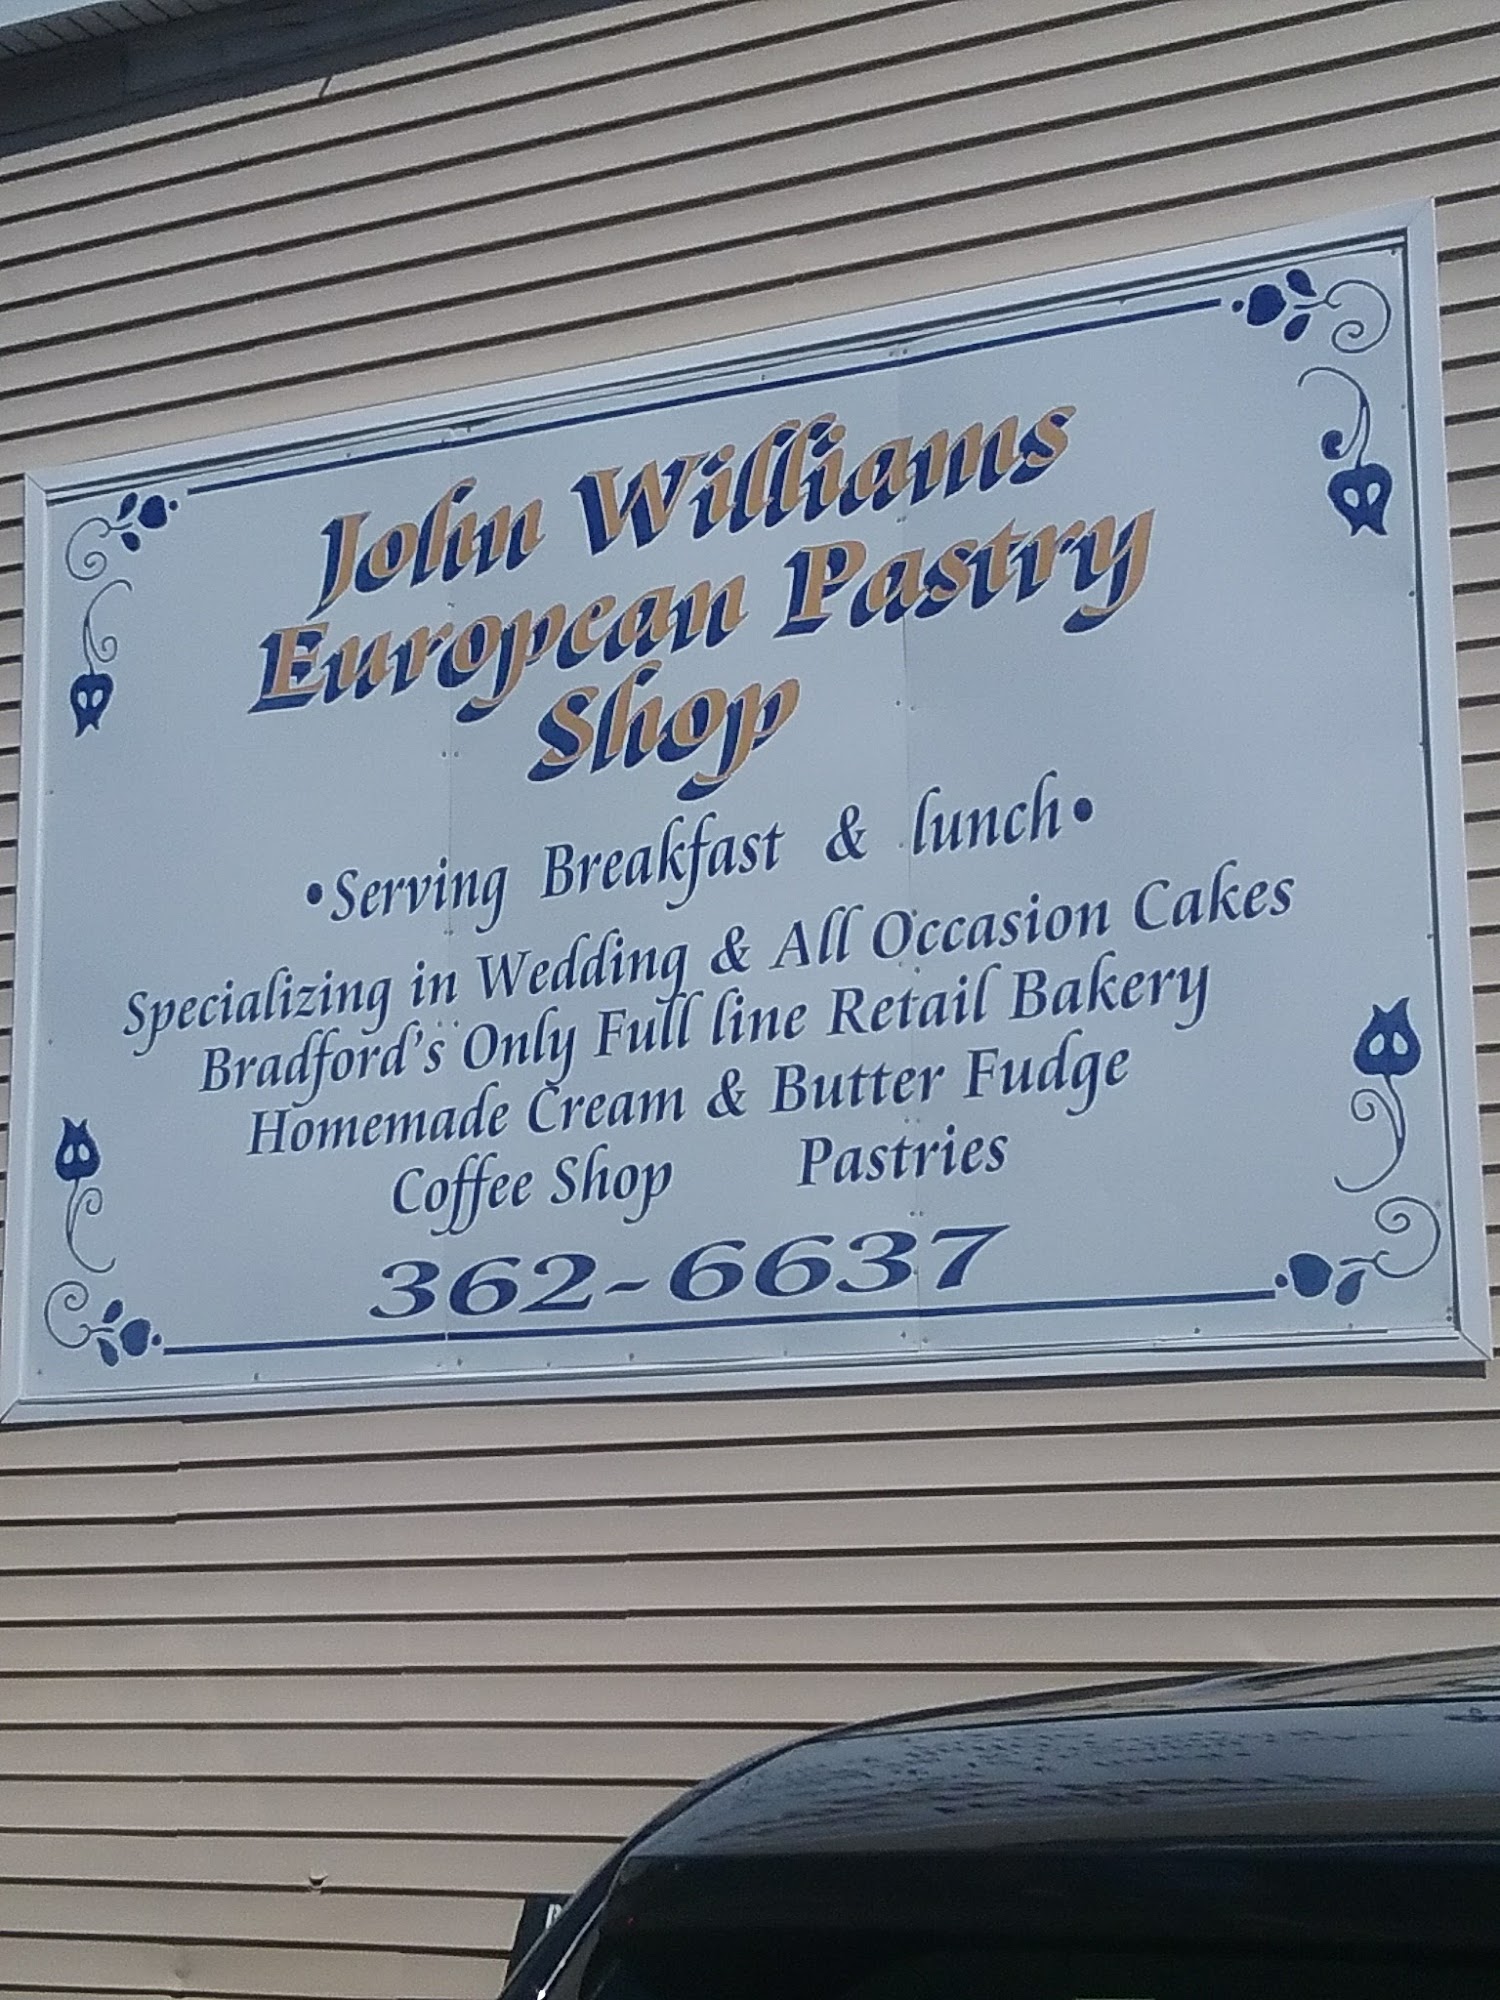 John Williams
European Pastry
Shop
•Serving Breakfast & lunch•
Specializing in Wedding & All Occasion Cakes
Bradford's Only Full line Retail Bakery
Homemade Cream & Butter Fudge
Coffee Shop Pastries
362-6637